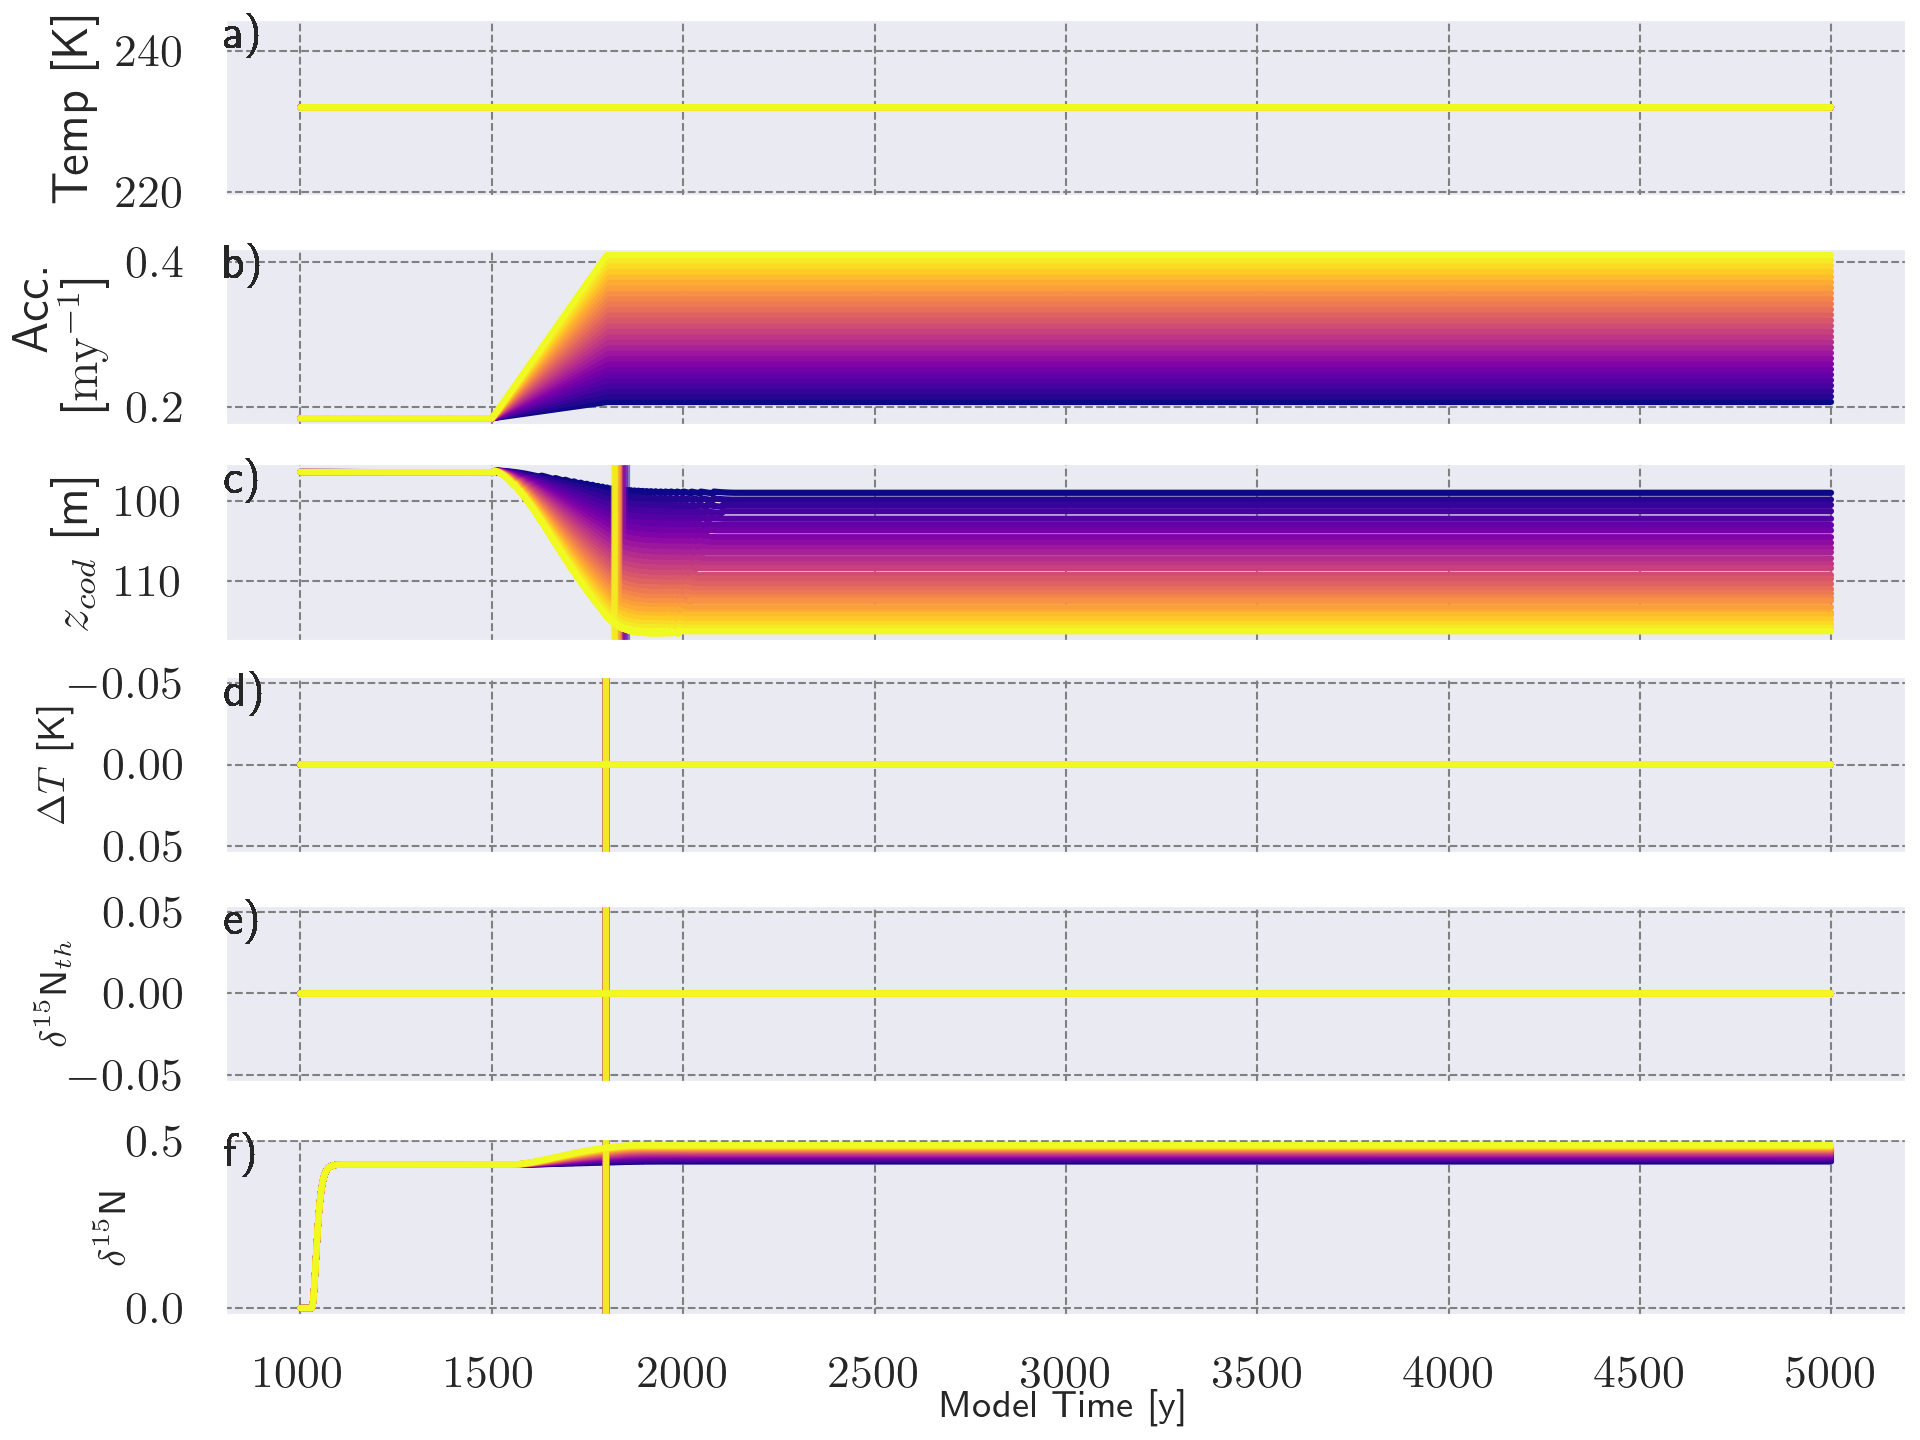 a)
Temp [K]
240
220
b)
Acc.
[my⁻¹]
0.4
0.2
c)
z_cod [m]
100
110
d)
ΔT [K]
−0.05
0.00
0.05
e)
δ¹⁵N_th
0.05
0.00
−0.05
f)
δ¹⁵N
0.5
0.0
1000 1500 2000 2500 3000 3500 4000 4500 5000
Model Time [y]